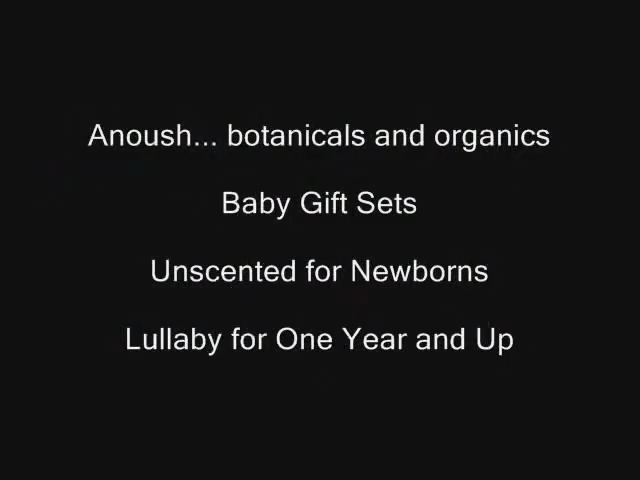 Anoush... botanicals and organics
Baby Gift Sets
Unscented for Newborns
Lullaby for One Year and Up